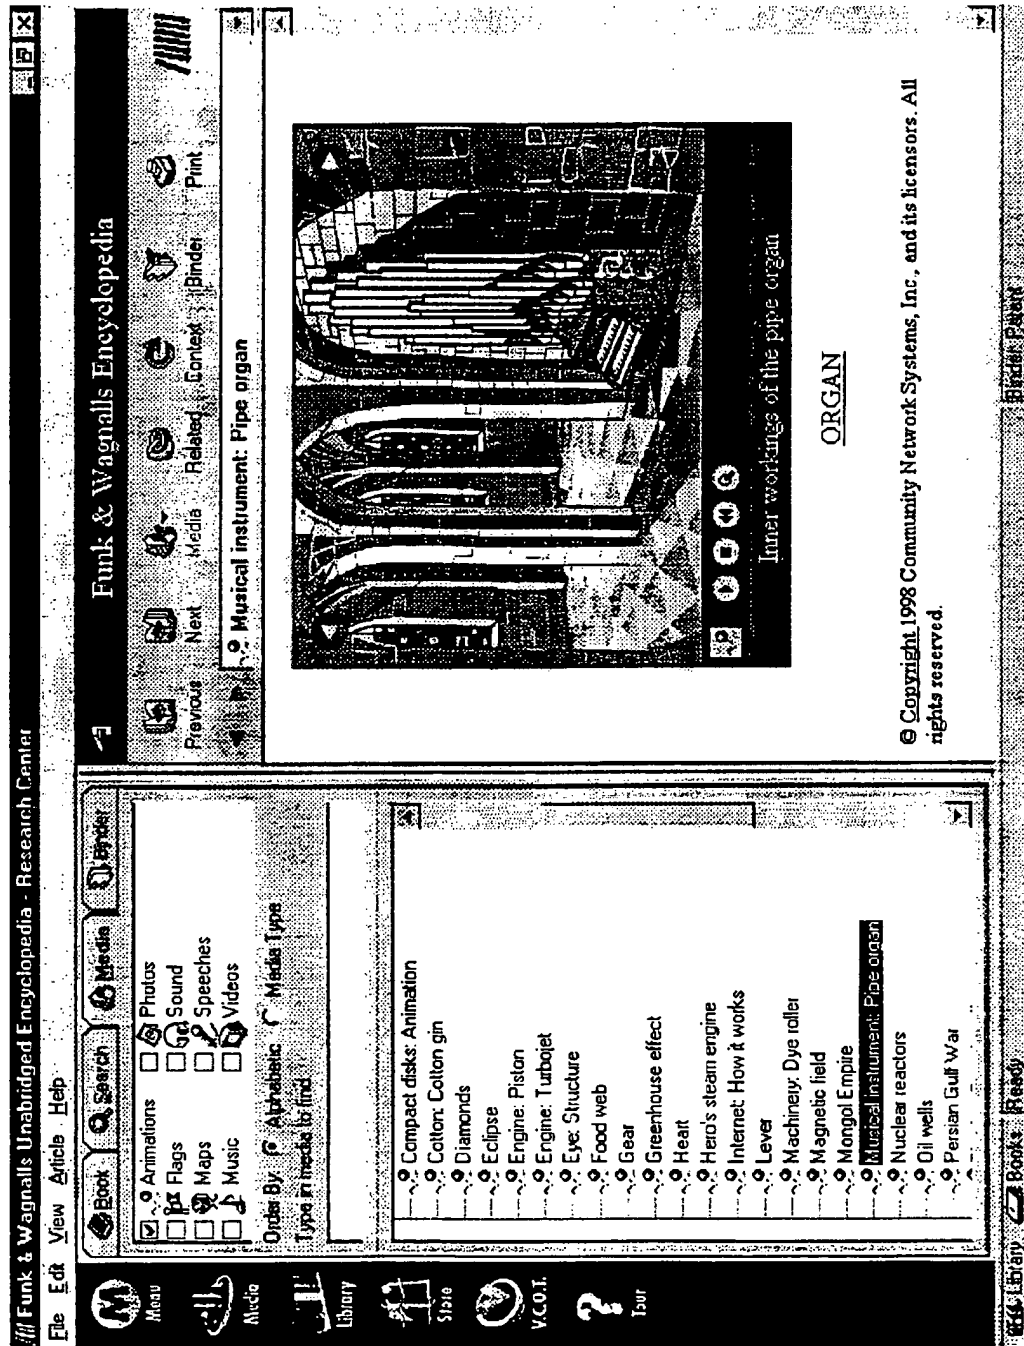 Funk & Wagnalls Unabridged Encyclopedia - Research Center
File Edit View Article Help
Menu
Media
Library
Store
V.C.O.T.
Tour
Book Search Media Binder
Animations Photos
Flags Sound
Maps Speeches
Music Videos
Order By: Alphabetic Media Type
Type in media to find
Compact disks: Animation
Cotton: Cotton gin
Diamonds
Eclipse
Engine: Piston
Engine: Turbojet
Eye: Structure
Food web
Gear
Greenhouse effect
Heart
Hero's steam engine
Internet: How it works
Lever
Machinery: Dye roller
Magnetic field
Mongol Empire
Musical instrument: Pipe organ
Nuclear reactors
Oil wells
Persian Gulf War
Funk & Wagnalls Encyclopedia
Previous Next Media Related Context Binder Print
Musical instrument: Pipe organ
Inner workings of the pipe organ
ORGAN
© Copyright 1998 Community Network Systems, Inc., and its licensors. All
rights reserved.
Library Books Ready Binder: Patent